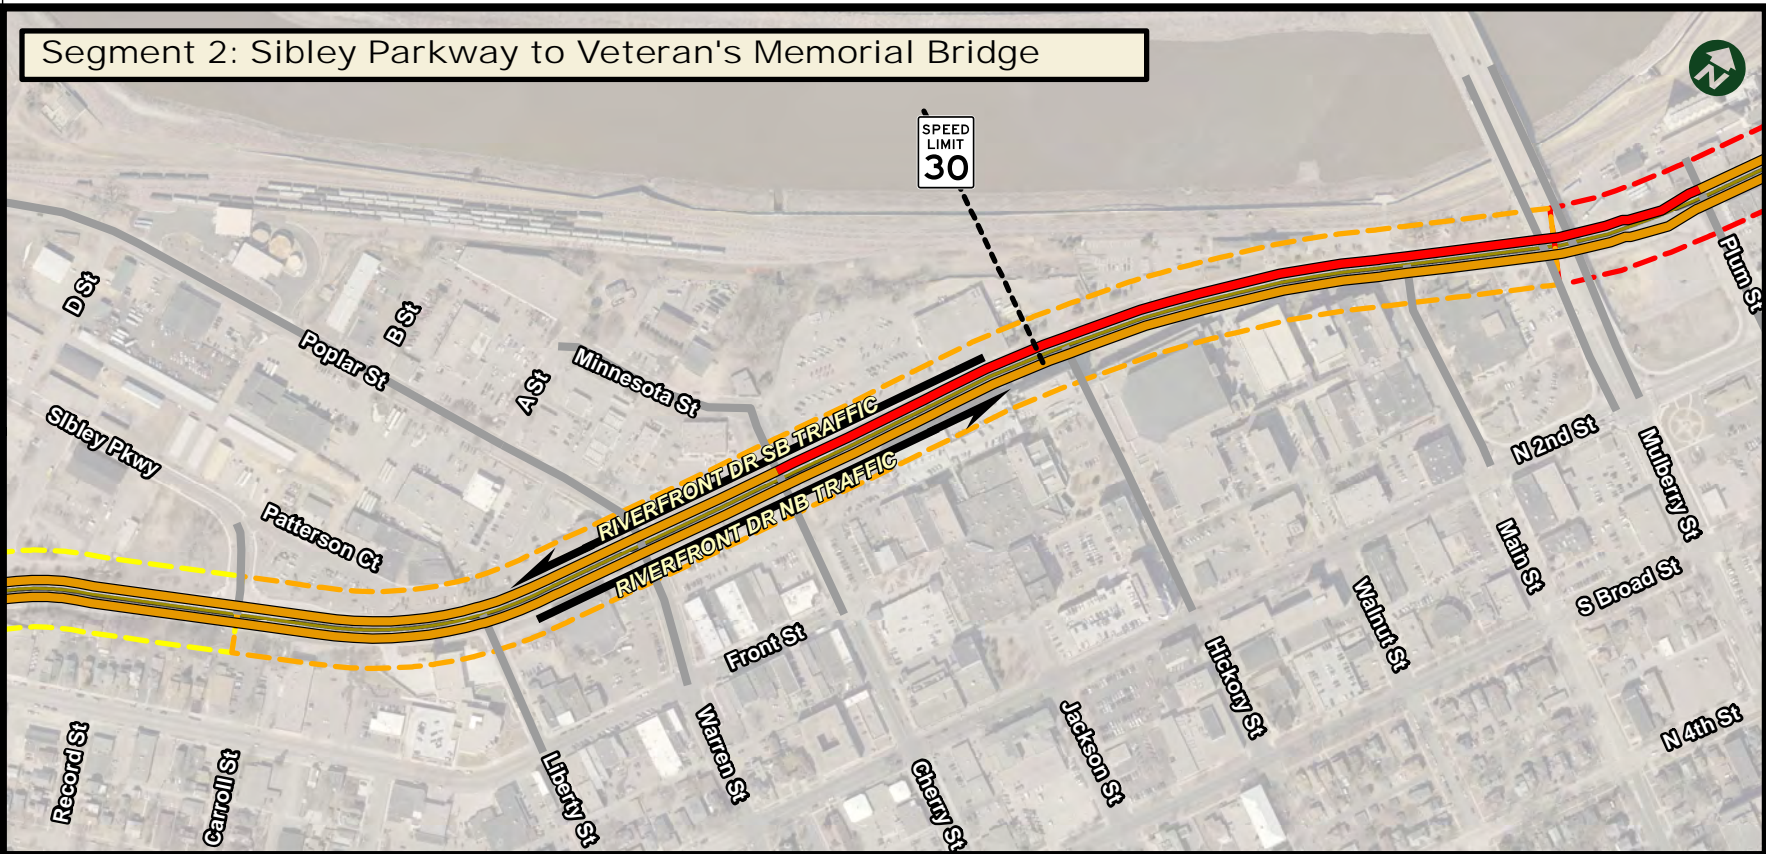 Segment 2: Sibley Parkway to Veteran's Memorial Bridge
N
SPEED
LIMIT
30
D St
B St
Poplar St
A St
Minnesota St
Sibley Pkwy
Patterson Ct
RIVERFRONT DR SB TRAFFIC
RIVERFRONT DR NB TRAFFIC
Plum St
N 2nd St
Mulberry St
Main St
S Broad St
Walnut St
Hickory St
N 4th St
Front St
Jackson St
Warren St
Cherry St
Liberty St
Carroll St
Record St